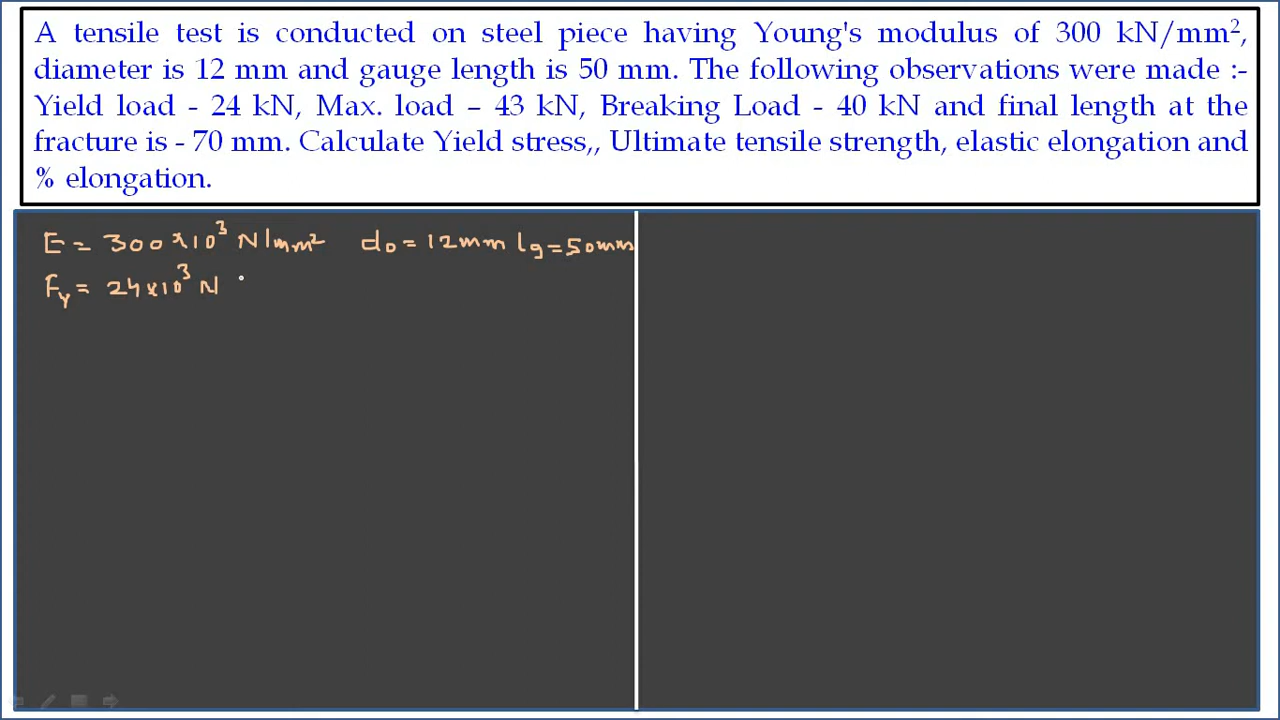 A tensile test is conducted on steel piece having Young's modulus of 300 kN/mm²,
diameter is 12 mm and gauge length is 50 mm. The following observations were made :-
Yield load - 24 kN, Max. load – 43 kN, Breaking Load - 40 kN and final length at the
fracture is - 70 mm. Calculate Yield stress,, Ultimate tensile strength, elastic elongation and
% elongation.
E = 300×10³ N/mm² d₀ = 12mm lg = 50mm
Fy = 24×10³ N